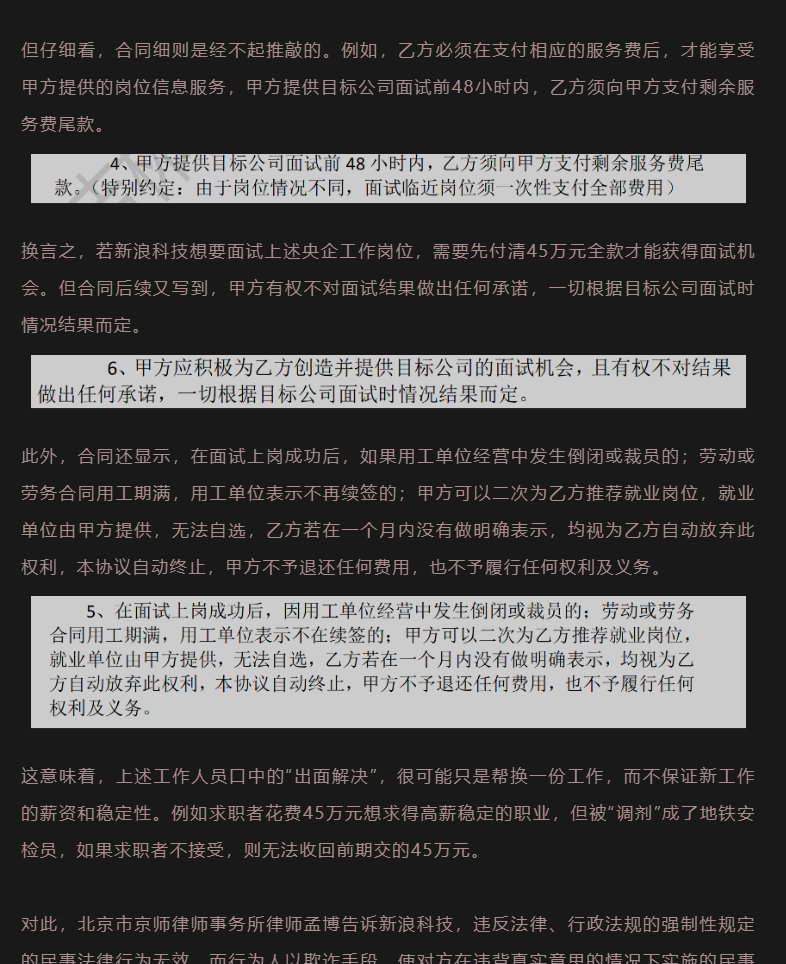 但仔细看，合同细则是经不起推敲的。例如，乙方必须在支付相应的服务费后，才能享受
甲方提供的岗位信息服务，甲方提供目标公司面试前48小时内，乙方须向甲方支付剩余服
务费尾款。
4、甲方提供目标公司面试前 48 小时内，乙方须向甲方支付剩余服务费尾
款。（特别约定：由于岗位情况不同，面试临近岗位须一次性支付全部费用）
换言之，若新浪科技想要面试上述央企工作岗位，需要先付清45万元全款才能获得面试机
会。但合同后续又写到，甲方有权不对面试结果做出任何承诺，一切根据目标公司面试时
情况结果而定。
6、甲方应积极为乙方创造并提供目标公司的面试机会，且有权不对结果
做出任何承诺，一切根据目标公司面试时情况结果而定。
此外，合同还显示，在面试上岗成功后，如果用工单位经营中发生倒闭或裁员的；劳动或
劳务合同用工期满，用工单位表示不再续签的；甲方可以二次为乙方推荐就业岗位，就业
单位由甲方提供，无法自选，乙方若在一个月内没有做明确表示，均视为乙方自动放弃此
权利，本协议自动终止，甲方不予退还任何费用，也不予履行任何权利及义务。
5、在面试上岗成功后，因用工单位经营中发生倒闭或裁员的；劳动或劳务
合同用工期满，用工单位表示不在续签的；甲方可以二次为乙方推荐就业岗位，
就业单位由甲方提供，无法自选，乙方若在一个月内没有做明确表示，均视为乙
方自动放弃此权利，本协议自动终止，甲方不予退还任何费用，也不予履行任何
权利及义务。
这意味着，上述工作人员口中的“出面解决”，很可能只是帮换一份工作，而不保证新工作
的薪资和稳定性。例如求职者花费45万元想求得高薪稳定的职业，但被“调剂”成了地铁安
检员，如果求职者不接受，则无法收回前期交的45万元。
对此，北京市京师律师事务所律师孟博告诉新浪科技，违反法律、行政法规的强制性规定
的民事法律行为无效，而行为人以欺诈手段，使对方在违背真实意思的情况下实施的民事